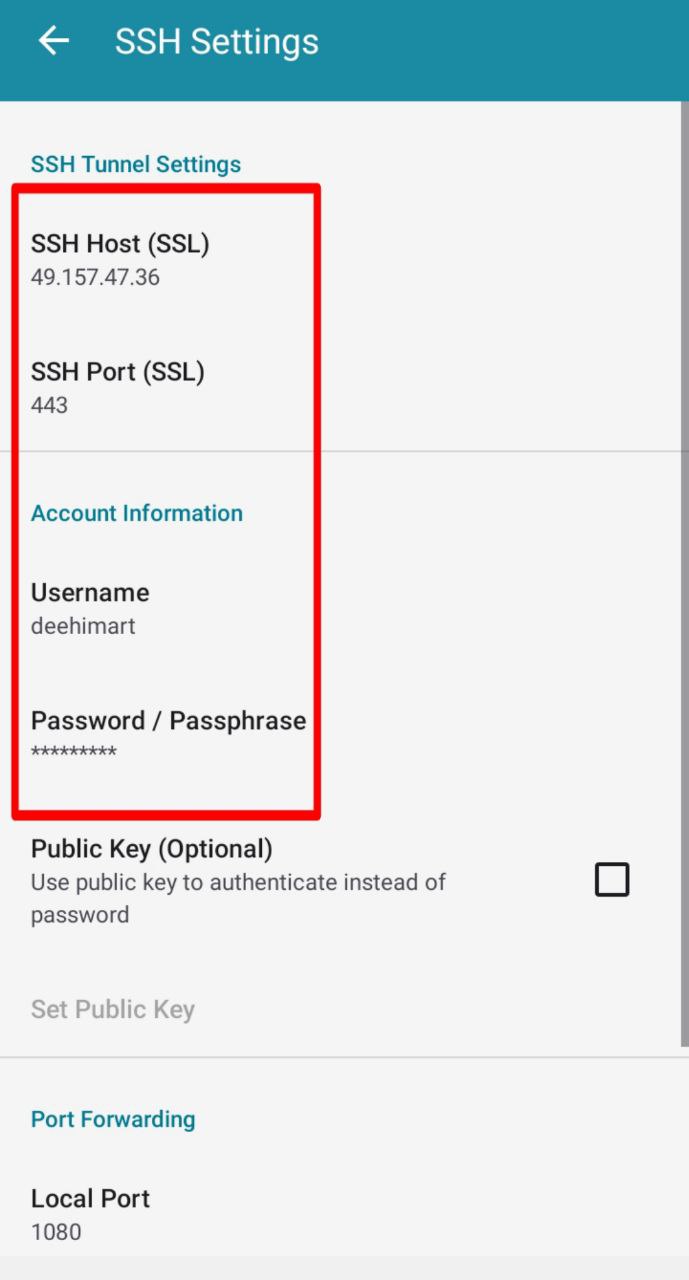 SSH Settings
SSH Tunnel Settings
SSH Host (SSL)
49.157.47.36
SSH Port (SSL)
443
Account Information
Username
deehimart
Password / Passphrase
*********
Public Key (Optional)
Use public key to authenticate instead of
password
Set Public Key
Port Forwarding
Local Port
1080